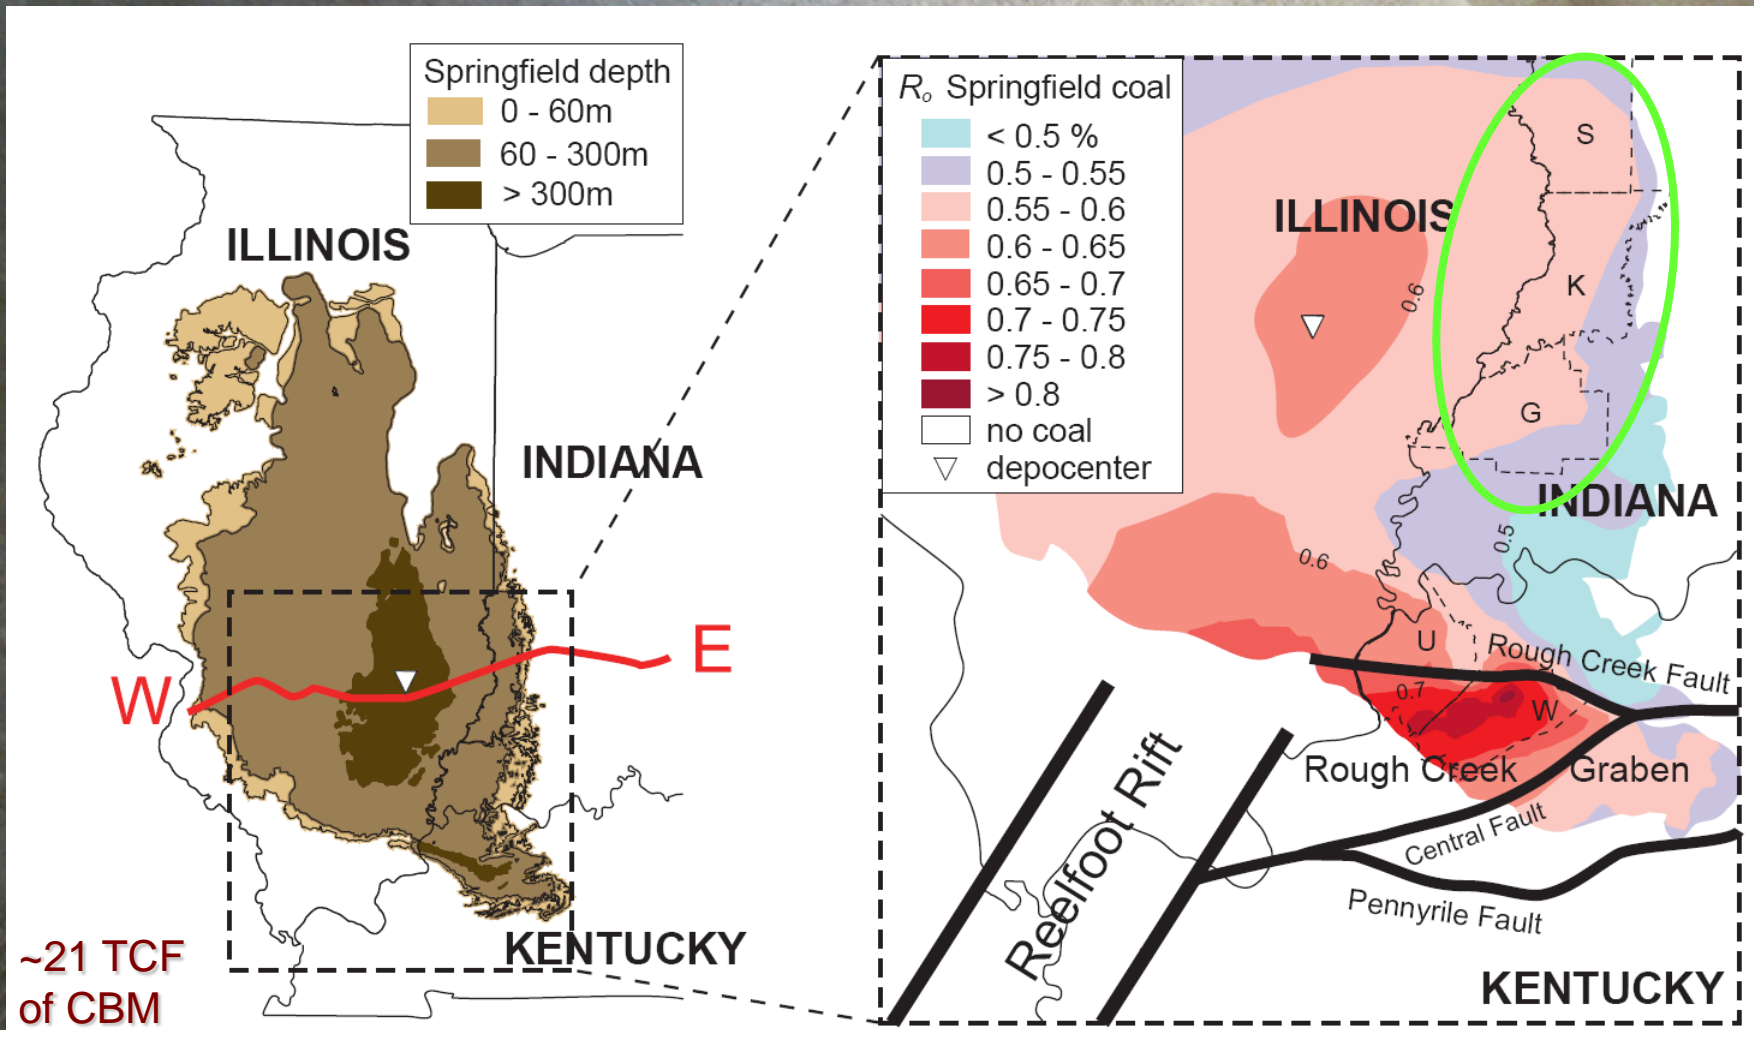 Springfield depth
0 - 60m
60 - 300m
> 300m
ILLINOIS
INDIANA
W
E
KENTUCKY
~21 TCF
of CBM
Rₒ Springfield coal
< 0.5 %
0.5 - 0.55
0.55 - 0.6
0.6 - 0.65
0.65 - 0.7
0.7 - 0.75
0.75 - 0.8
> 0.8
no coal
depocenter
S
ILLINOIS
K
0.6
G
INDIANA
0.5
0.6
U
Rough Creek Fault
0.7
W
Rough Creek Graben
Reelfoot Rift
Central Fault
Pennyrile Fault
KENTUCKY